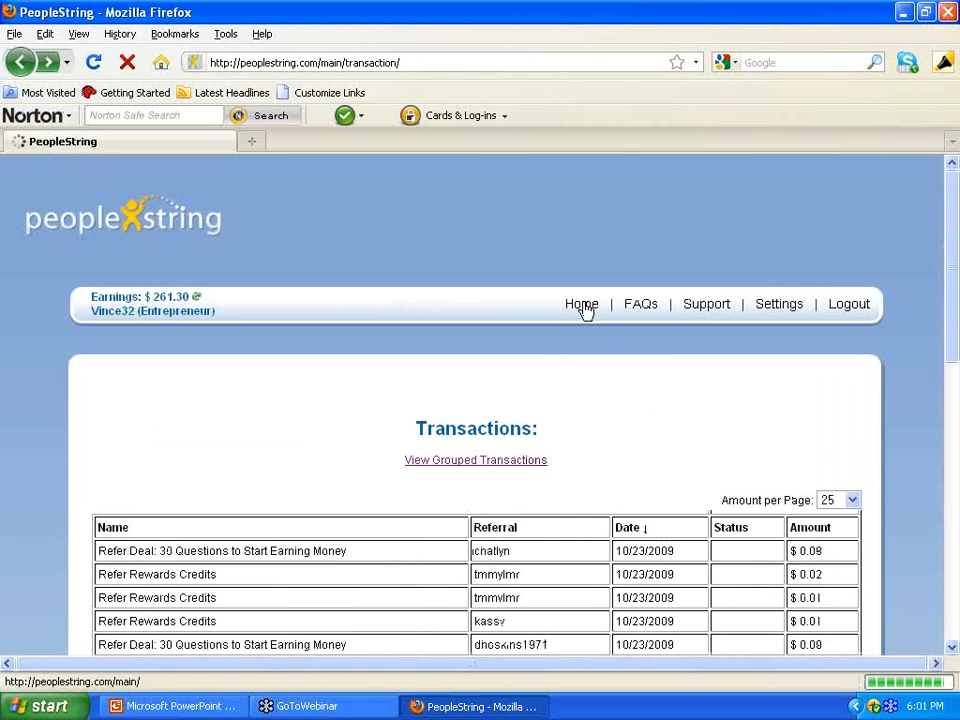 PeopleString - Mozilla Firefox
File Edit View History Bookmarks Tools Help
http://peoplestring.com/main/transaction/ Google
Most Visited Getting Started Latest Headlines Customize Links
Norton Norton Safe Search Search Cards & Log-ins
PeopleString
peoplestring
Earnings: $ 261.30
Vince32 (Entrepreneur)
Home | FAQs | Support | Settings | Logout
Transactions:
View Grouped Transactions
Amount per Page: 25
Name Referral Date ↓ Status Amount
Refer Deal: 30 Questions to Start Earning Money 10/23/2009 $ 0.08
Refer Rewards Credits tmmylmr 10/23/2009 $ 0.02
Refer Rewards Credits tmmylmr 10/23/2009 $ 0.01
Refer Rewards Credits kassy 10/23/2009 $ 0.01
Refer Deal: 30 Questions to Start Earning Money 10/23/2009
http://peoplestring.com/main/
start Microsoft PowerPoint ... GoToWebinar PeopleString - Mozilla ... 6:01 PM